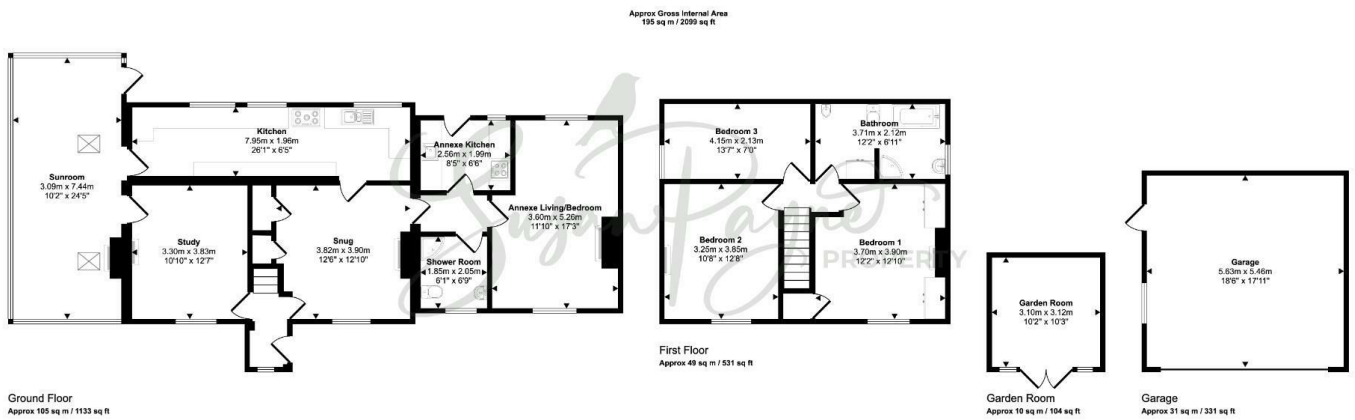 Approx Gross Internal Area
195 sq m / 2099 sq ft
Sunroom
3.09m x 7.44m
10'2" x 24'5"
Kitchen
7.95m x 1.96m
26'1" x 6'5"
Annexe Kitchen
2.56m x 1.99m
8'5" x 6'6"
Annexe Living/Bedroom
3.60m x 5.26m
11'10" x 17'3"
Study
3.30m x 3.83m
10'10" x 12'7"
Snug
3.82m x 3.90m
12'6" x 12'10"
Shower Room
1.85m x 2.05m
6'1" x 6'9"
Ground Floor
Approx 105 sq m / 1133 sq ft
Bedroom 3
4.15m x 2.13m
13'7" x 7'0"
Bathroom
3.71m x 2.12m
12'2" x 6'11"
Bedroom 2
3.25m x 3.85m
10'8" x 12'8"
Bedroom 1
3.70m x 3.90m
12'2" x 12'10"
First Floor
Approx 49 sq m / 531 sq ft
Garden Room
3.10m x 3.12m
10'2" x 10'3"
Garden Room
Approx 10 sq m / 104 sq ft
Garage
5.63m x 5.46m
18'6" x 17'11"
Garage
Approx 31 sq m / 331 sq ft
Susan Payne
PROPERTY